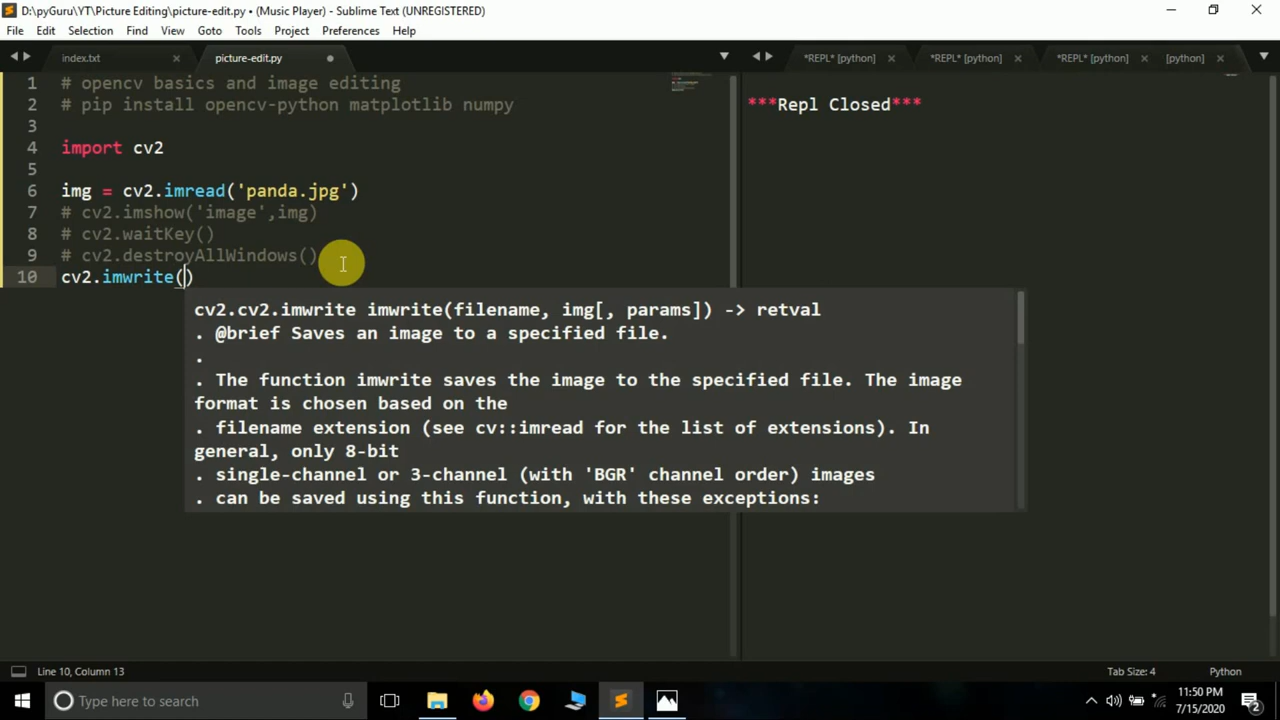 D:\pyGuru\YT\Picture Editing\picture-edit.py • (Music Player) - Sublime Text (UNREGISTERED)
File Edit Selection Find View Goto Tools Project Preferences Help
index.txt picture-edit.py *REPL* [python] *REPL* [python] *REPL* [python] [python]
1 # opencv basics and image editing
2 # pip install opencv-python matplotlib numpy
***Repl Closed***
3
4 import cv2
5
6 img = cv2.imread('panda.jpg')
7 # cv2.imshow('image',img)
8 # cv2.waitKey()
9 # cv2.destroyAllWindows()
10 cv2.imwrite()
cv2.cv2.imwrite imwrite(filename, img[, params]) -> retval
. @brief Saves an image to a specified file.
.
. The function imwrite saves the image to the specified file. The image
format is chosen based on the
. filename extension (see cv::imread for the list of extensions). In
general, only 8-bit
. single-channel or 3-channel (with 'BGR' channel order) images
. can be saved using this function, with these exceptions:
Line 10, Column 13 Tab Size: 4 Python
Type here to search
11:50 PM
7/15/2020
2